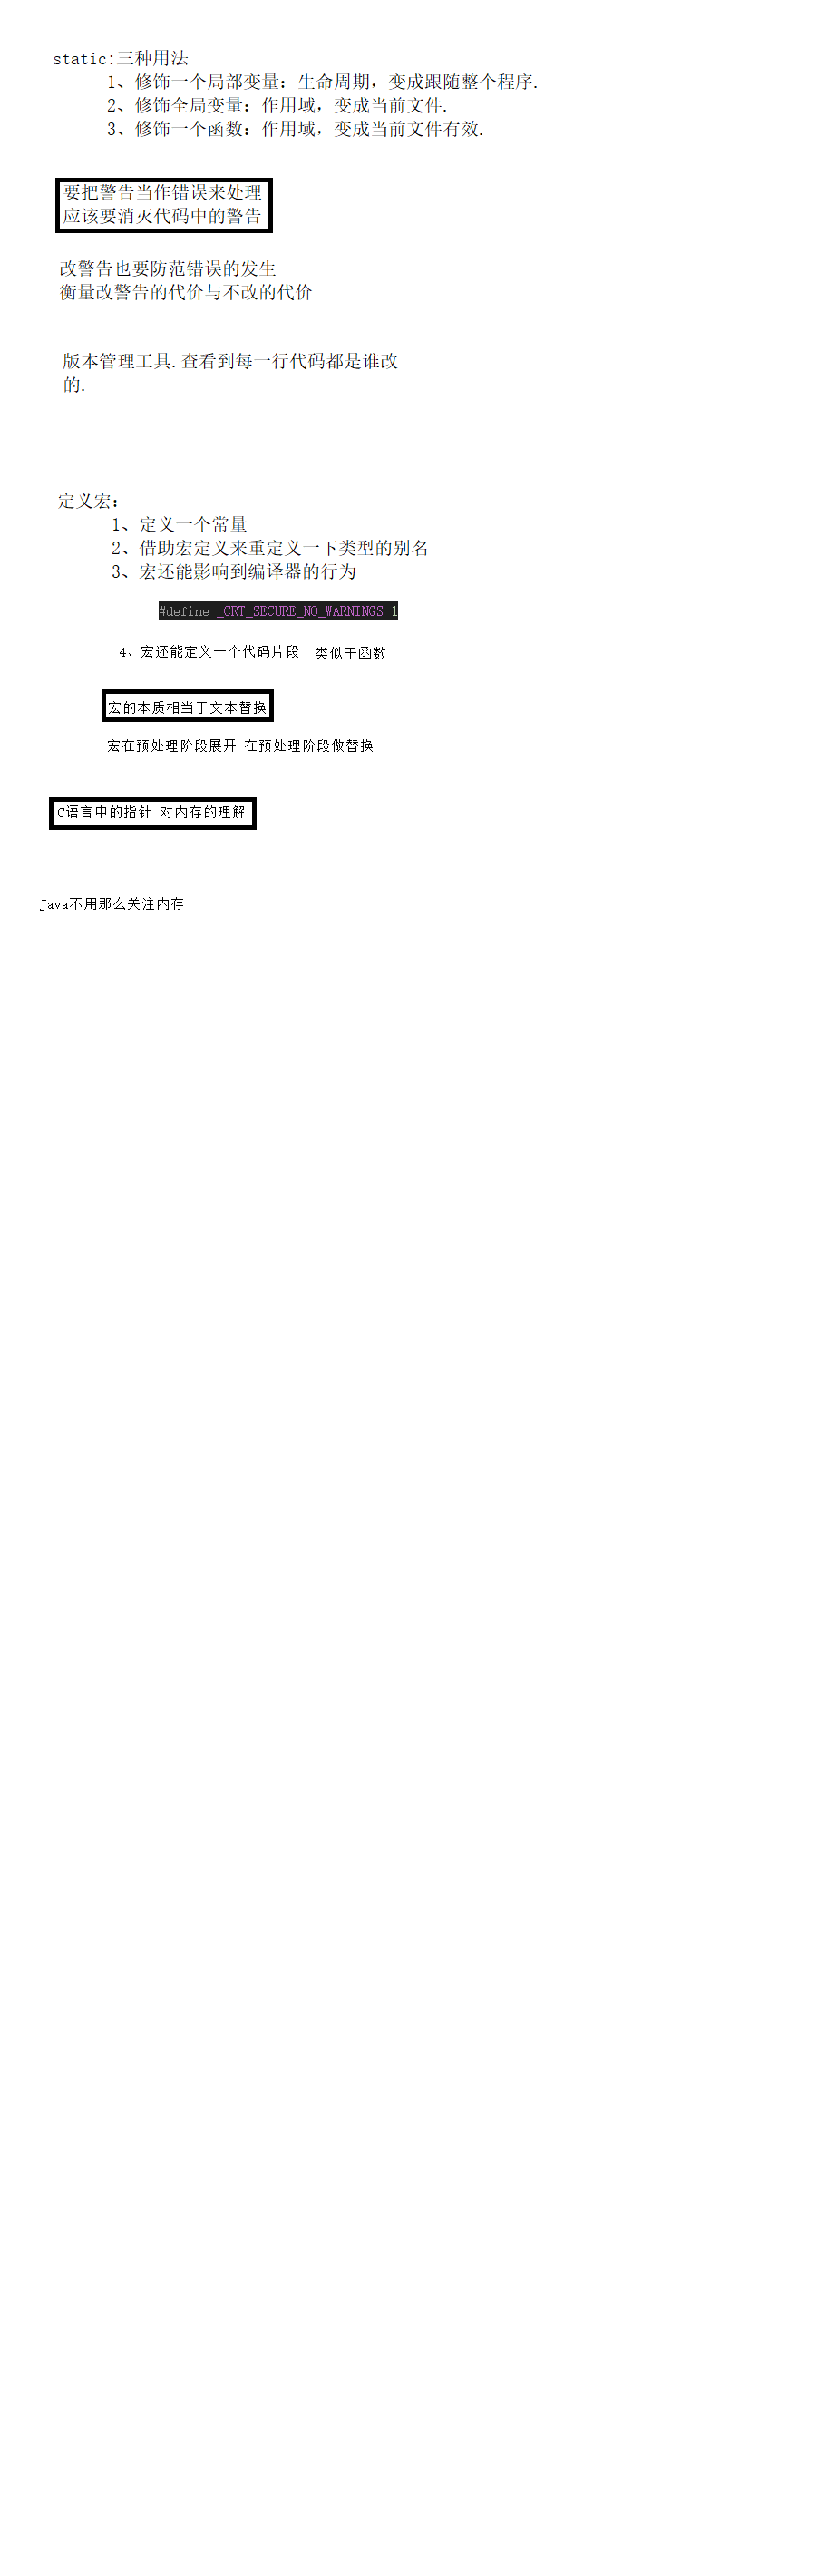 static:三种用法
1、修饰一个局部变量: 生命周期, 变成跟随整个程序.
2、修饰全局变量: 作用域, 变成当前文件.
3、修饰一个函数: 作用域, 变成当前文件有效.
要把警告当作错误来处理
应该要消灭代码中的警告
改警告也要防范错误的发生
衡量改警告的代价与不改的代价
版本管理工具. 查看到每一行代码都是谁改
的.
定义宏:
1、定义一个常量
2、借助宏定义来重定义一下类型的别名
3、宏还能影响到编译器的行为
#define _CRT_SECURE_NO_WARNINGS 1
4、宏还能定义一个代码片段 类似于函数
宏的本质相当于文本替换
宏在预处理阶段展开 在预处理阶段做替换
C语言中的指针 对内存的理解
Java不用那么关注内存